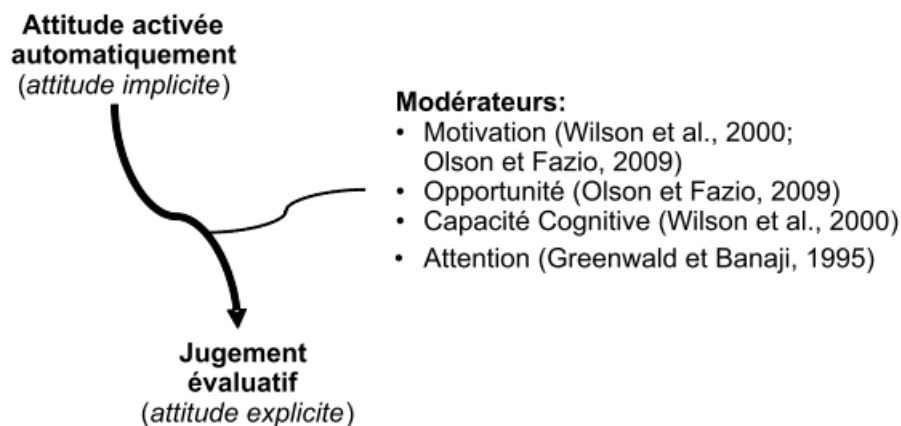 Attitude activée
automatiquement
(attitude implicite)
Modérateurs:
• Motivation (Wilson et al., 2000;
Olson et Fazio, 2009)
• Opportunité (Olson et Fazio, 2009)
• Capacité Cognitive (Wilson et al., 2000)
• Attention (Greenwald et Banaji, 1995)
Jugement
évaluatif
(attitude explicite)